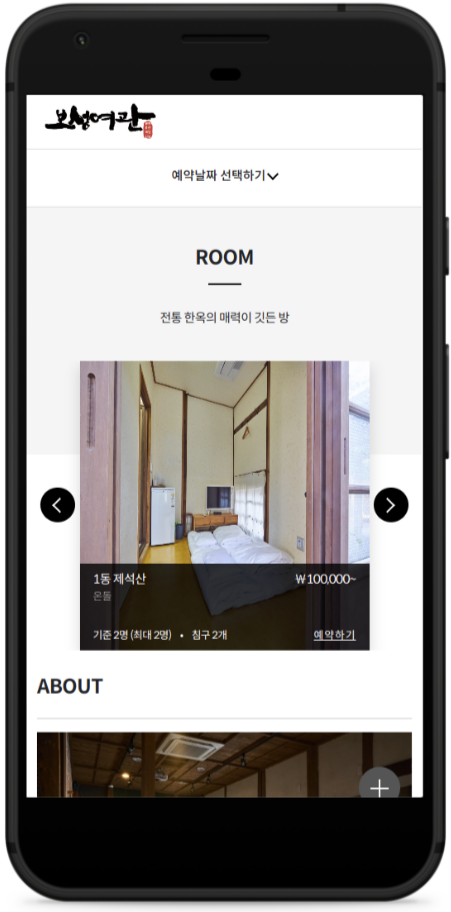 보성여관
예약날짜 선택하기
ROOM
전통 한옥의 매력이 깃든 방
1동 제석산 ₩100,000~
온돌
기준 2명 (최대 2명) • 침구 2개 예약하기
ABOUT